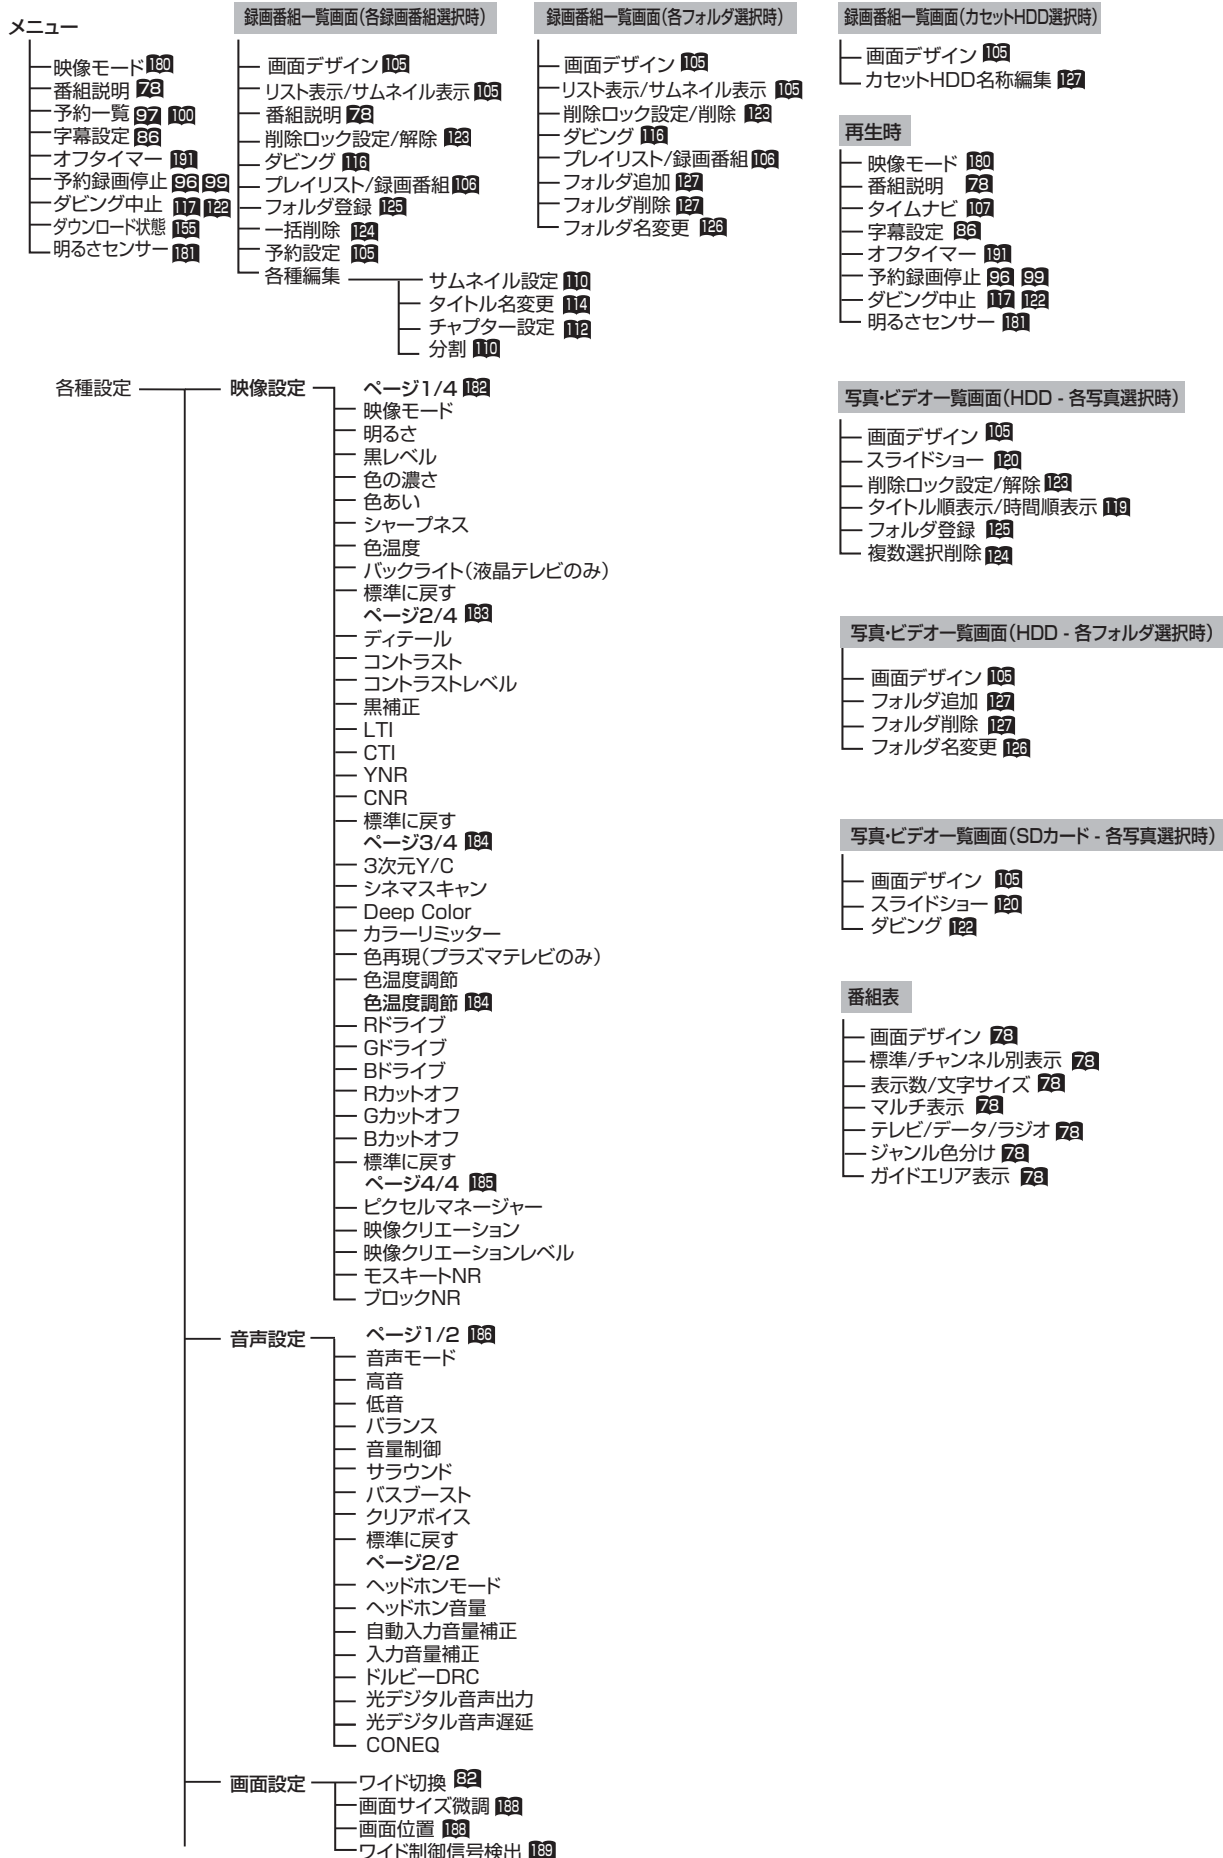 メニュー
映像モード 180
番組説明 78
予約一覧 97 100
字幕設定 86
オフタイマー 191
予約録画停止 96 99
ダビング中止 117 122
ダウンロード状態 155
明るさセンサー 181
録画番組一覧画面(各録画番組選択時)
画面デザイン 105
リスト表示/サムネイル表示 105
番組説明 78
削除ロック設定/解除 123
ダビング 116
プレイリスト/録画番組 106
フォルダ登録 125
一括削除 124
予約設定 105
各種編集
サムネイル設定 110
タイトル名変更 114
チャプター設定 112
分割 110
録画番組一覧画面(各フォルダ選択時)
画面デザイン 105
リスト表示/サムネイル表示 105
削除ロック設定/削除 123
ダビング 116
プレイリスト/録画番組 106
フォルダ追加 127
フォルダ削除 127
フォルダ名変更 126
録画番組一覧画面(カセットHDD選択時)
画面デザイン 105
カセットHDD名称編集 127
再生時
映像モード 180
番組説明 78
タイムナビ 107
字幕設定 86
オフタイマー 191
予約録画停止 96 99
ダビング中止 117 122
明るさセンサー 181
各種設定
映像設定
ページ1/4 182
映像モード
明るさ
黒レベル
色の濃さ
色あい
シャープネス
色温度
バックライト(液晶テレビのみ)
標準に戻す
ページ2/4 183
ディテール
コントラスト
コントラストレベル
黒補正
LTI
CTI
YNR
CNR
標準に戻す
ページ3/4 184
3次元Y/C
シネマスキャン
Deep Color
カラーリミッター
色再現(プラズマテレビのみ)
色温度調節
色温度調節 184
Rドライブ
Gドライブ
Bドライブ
Rカットオフ
Gカットオフ
Bカットオフ
標準に戻す
ページ4/4 185
ピクセルマネージャー
映像クリエーション
映像クリエーションレベル
モスキートNR
ブロックNR
音声設定
ページ1/2 186
音声モード
高音
低音
バランス
音量制御
サラウンド
バスブースト
クリアボイス
標準に戻す
ページ2/2
ヘッドホンモード
ヘッドホン音量
自動入力音量補正
入力音量補正
ドルビーDRC
光デジタル音声出力
光デジタル音声遅延
CONEQ
画面設定
ワイド切換 82
画面サイズ微調 188
画面位置 188
ワイド制御信号検出 189
写真・ビデオ一覧画面(HDD - 各写真選択時)
画面デザイン 105
スライドショー 120
削除ロック設定/解除 123
タイトル順表示/時間順表示 119
フォルダ登録 125
複数選択削除 124
写真・ビデオ一覧画面(HDD - 各フォルダ選択時)
画面デザイン 105
フォルダ追加 127
フォルダ削除 127
フォルダ名変更 126
写真・ビデオ一覧画面(SDカード - 各写真選択時)
画面デザイン 105
スライドショー 120
ダビング 122
番組表
画面デザイン 78
標準/チャンネル別表示 78
表示数/文字サイズ 78
マルチ表示 78
テレビ/データ/ラジオ 78
ジャンル色分け 78
ガイドエリア表示 78